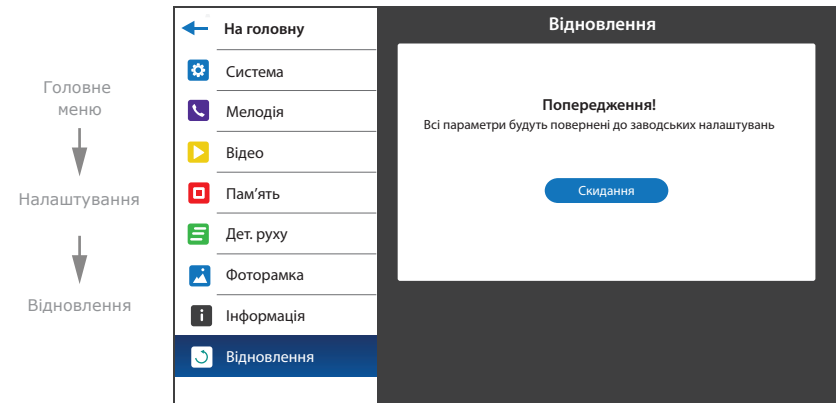 Головне
меню
Налаштування
Відновлення
На головну
Система
Мелодія
Відео
Пам’ять
Дет. руху
Фоторамка
Інформація
Відновлення
Відновлення
Попередження!
Всі параметри будуть повернені до заводських налаштувань
Скидання